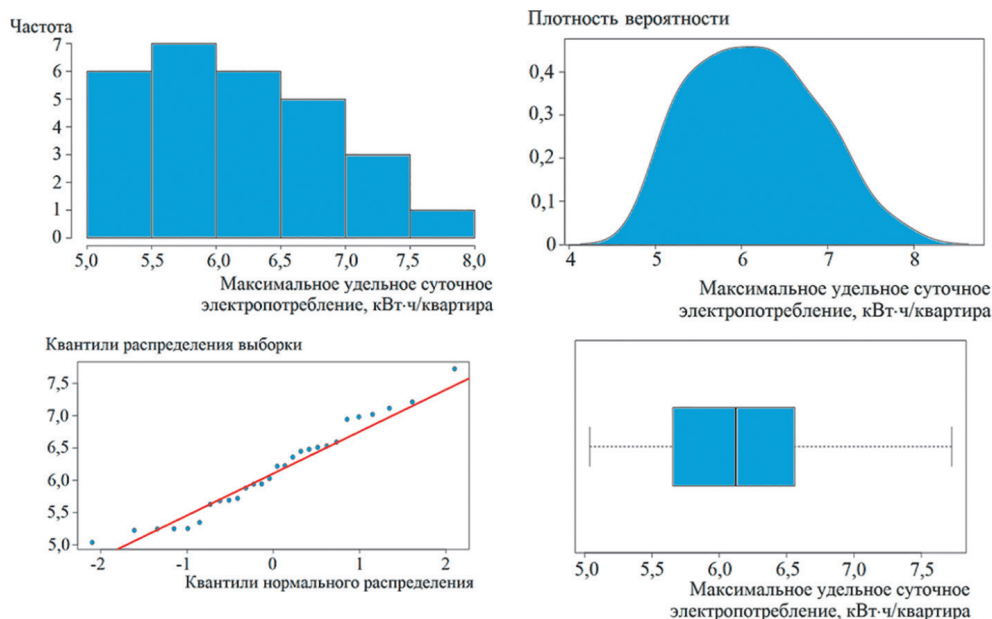 Частота
7
6
5
4
3
2
1
0
5,0 5,5 6,0 6,5 7,0 7,5 8,0
Максимальное удельное суточное
электропотребление, кВт·ч/квартира
Плотность вероятности
0,4
0,3
0,2
0,1
0
4 5 6 7 8
Максимальное удельное суточное
электропотребление, кВт·ч/квартира
Квантили распределения выборки
7,5
7,0
6,5
6,0
5,5
5,0
-2 -1 0 1 2
Квантили нормального распределения
5,0 5,5 6,0 6,5 7,0 7,5
Максимальное удельное суточное
электропотребление, кВт·ч/квартира